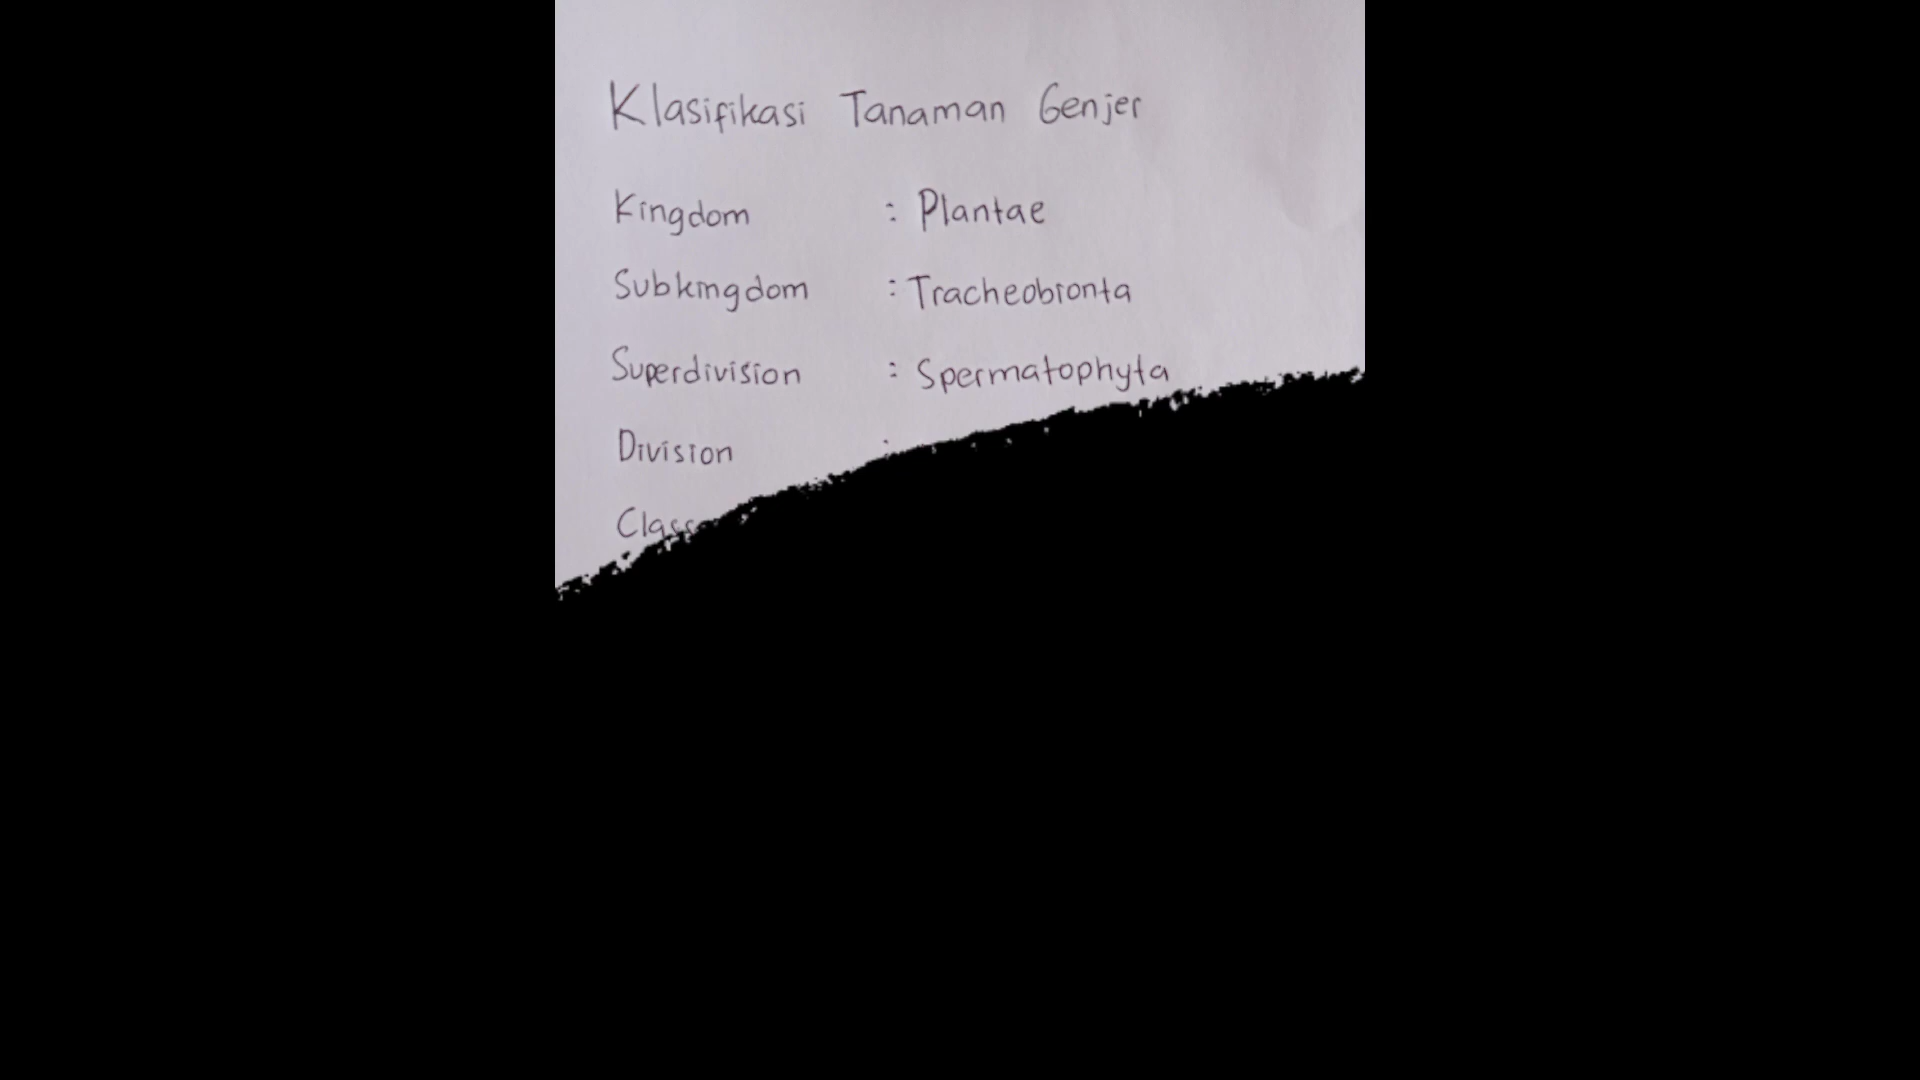 Klasifikasi Tanaman Genjer
Kingdom : Plantae
Subkingdom : Tracheobionta
Superdivision : Spermatophyta
Division :